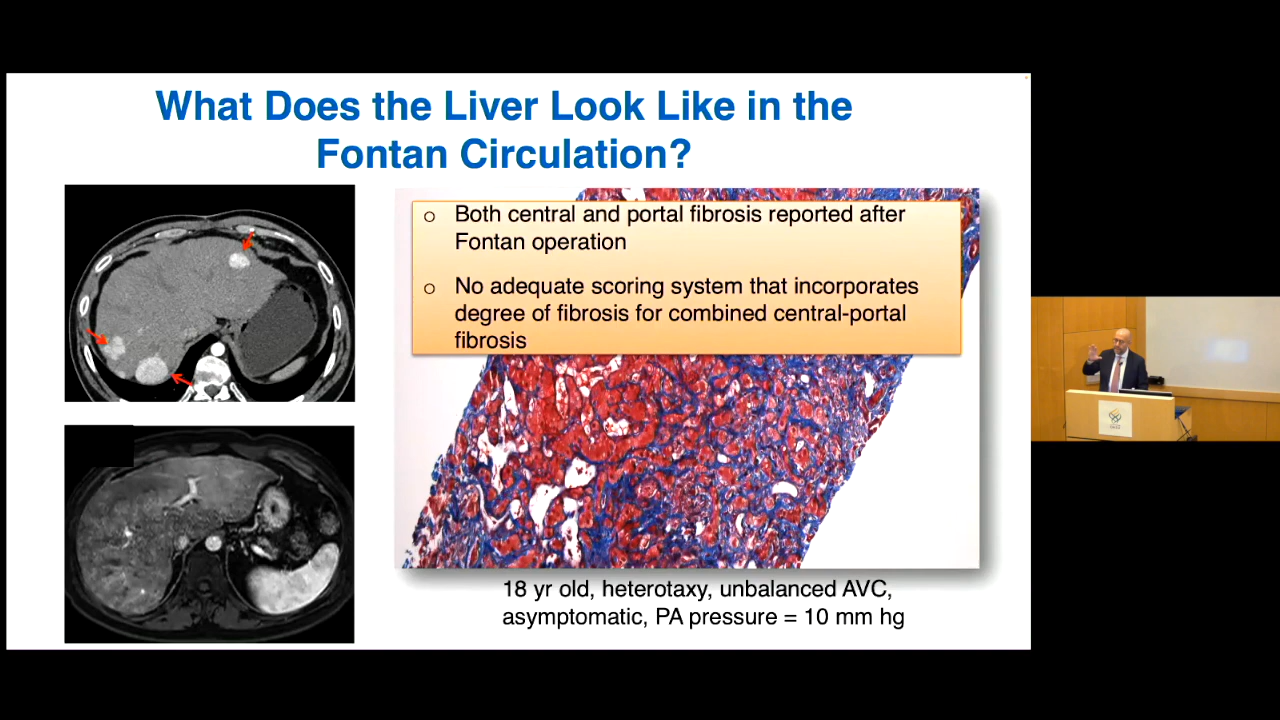 What Does the Liver Look Like in the
Fontan Circulation?
o Both central and portal fibrosis reported after
Fontan operation
o No adequate scoring system that incorporates
degree of fibrosis for combined central-portal
fibrosis
18 yr old, heterotaxy, unbalanced AVC,
asymptomatic, PA pressure = 10 mm hg